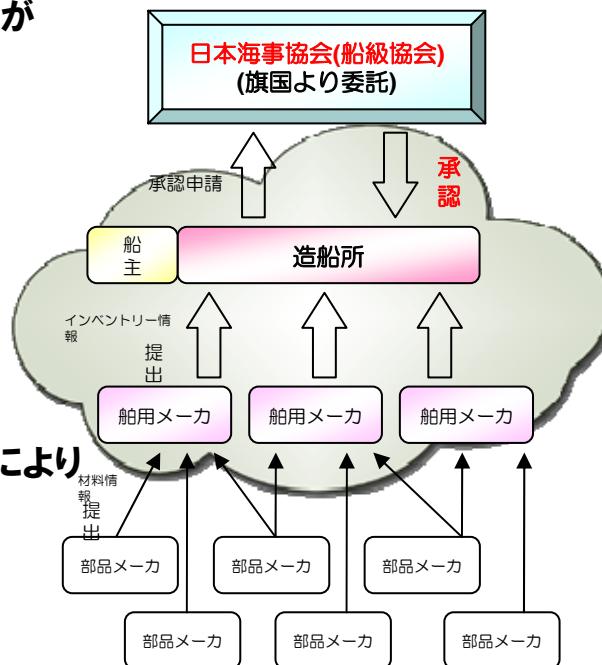 が
日本海事協会(船級協会)
(旗国より委託)
承認申請
承
認
船
主
造船所
インベントリー情
報
提
出
舶用メーカ
舶用メーカ
舶用メーカ
により
材料情
報
提
出
部品メーカ
部品メーカ
部品メーカ
部品メーカ
部品メーカ
部品メーカ